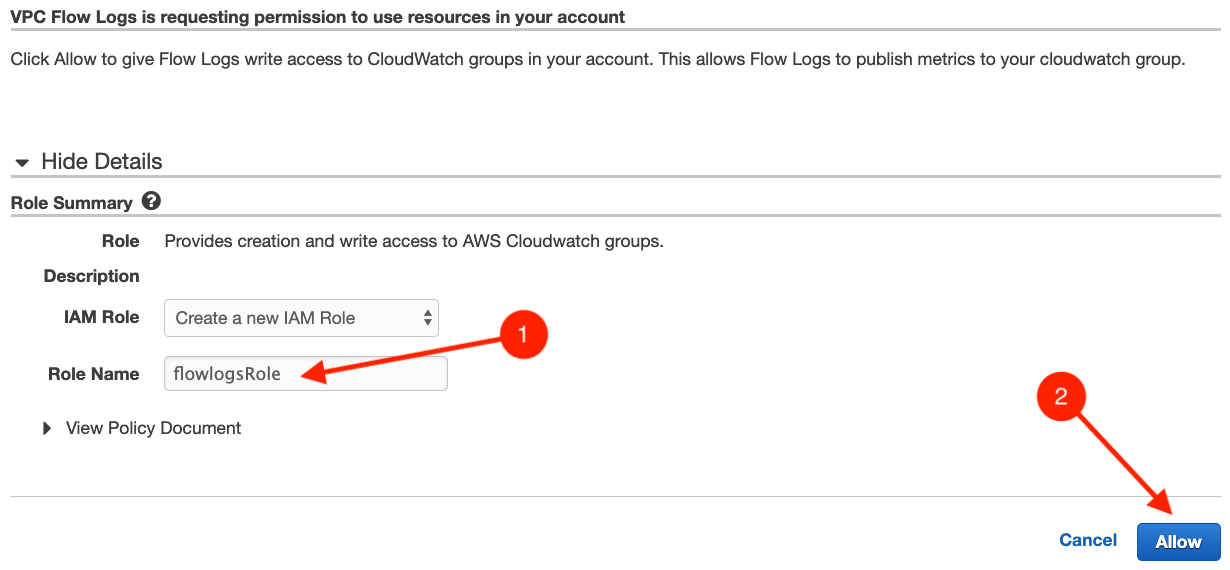 VPC Flow Logs is requesting permission to use resources in your account
Click Allow to give Flow Logs write access to CloudWatch groups in your account. This allows Flow Logs to publish metrics to your cloudwatch group.
Hide Details
Role Summary ?
Role Description Provides creation and write access to AWS Cloudwatch groups.
IAM Role Create a new IAM Role
1
Role Name flowlogsRole
2
View Policy Document
Cancel Allow